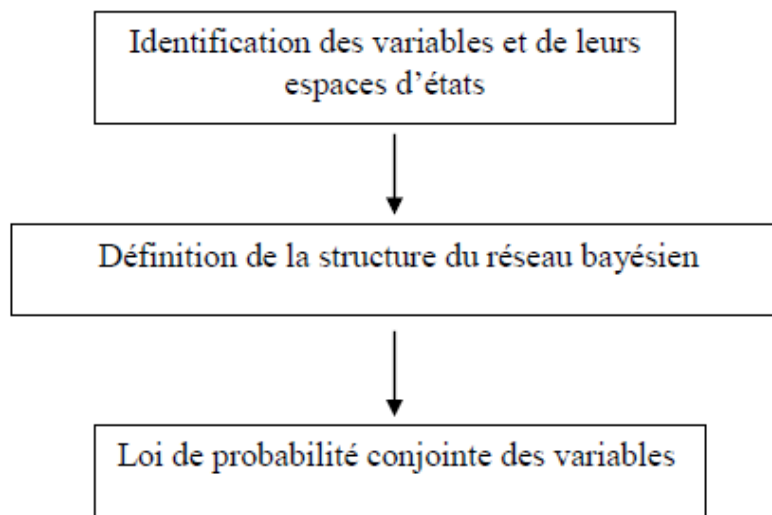 Identification des variables et de leurs
espaces d’états
Définition de la structure du réseau bayésien
Loi de probabilité conjointe des variables